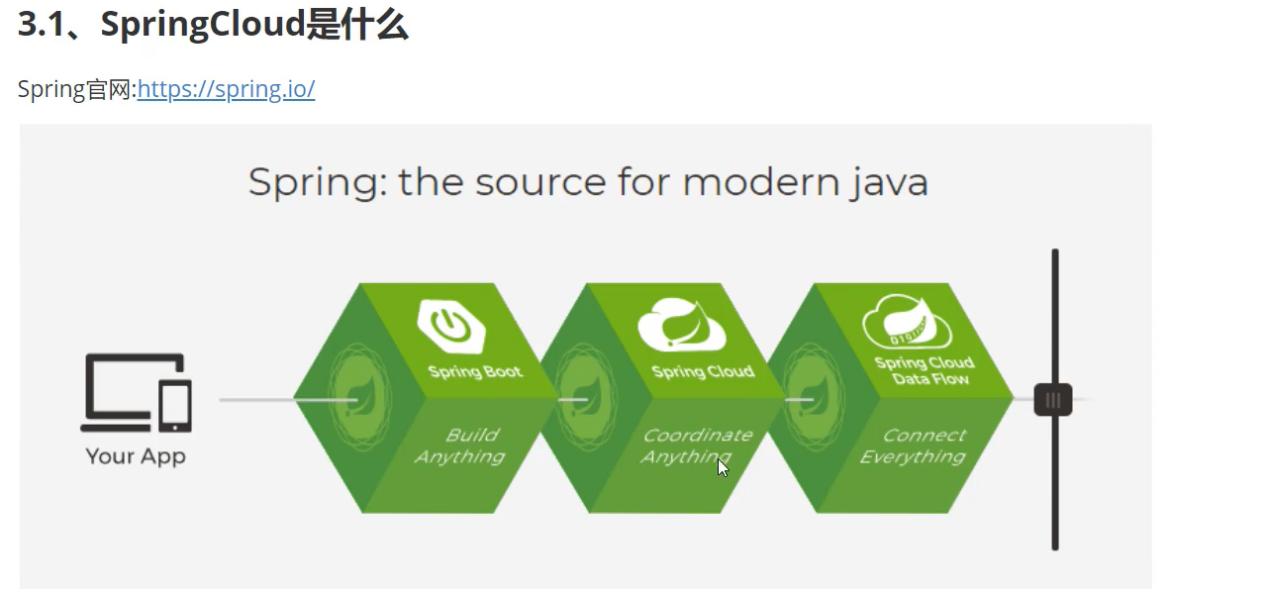 3.1、SpringCloud是什么
Spring官网:https://spring.io/
Spring: the source for modern java
Your App
Spring Boot
Build
Anything
Spring Cloud
Coordinate
Anything
Spring Cloud
Data Flow
Connect
Everything